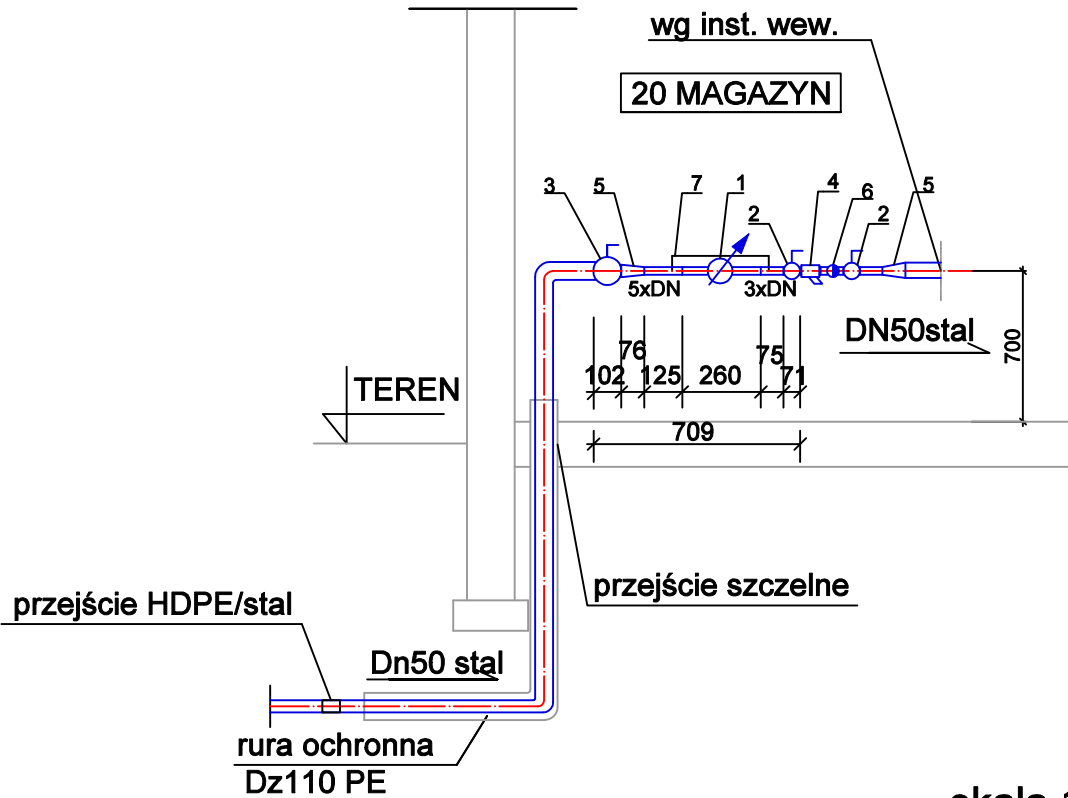 wg inst. wew.
20 MAGAZYN
3 5 7 1 2 4 6 2 5
5xDN 3xDN
DN50stal
700
76 75
102 125 260 71
709
TEREN
przejście szczelne
przejście HDPE/stal
Dn50 stal
rura ochronna
Dz110 PE